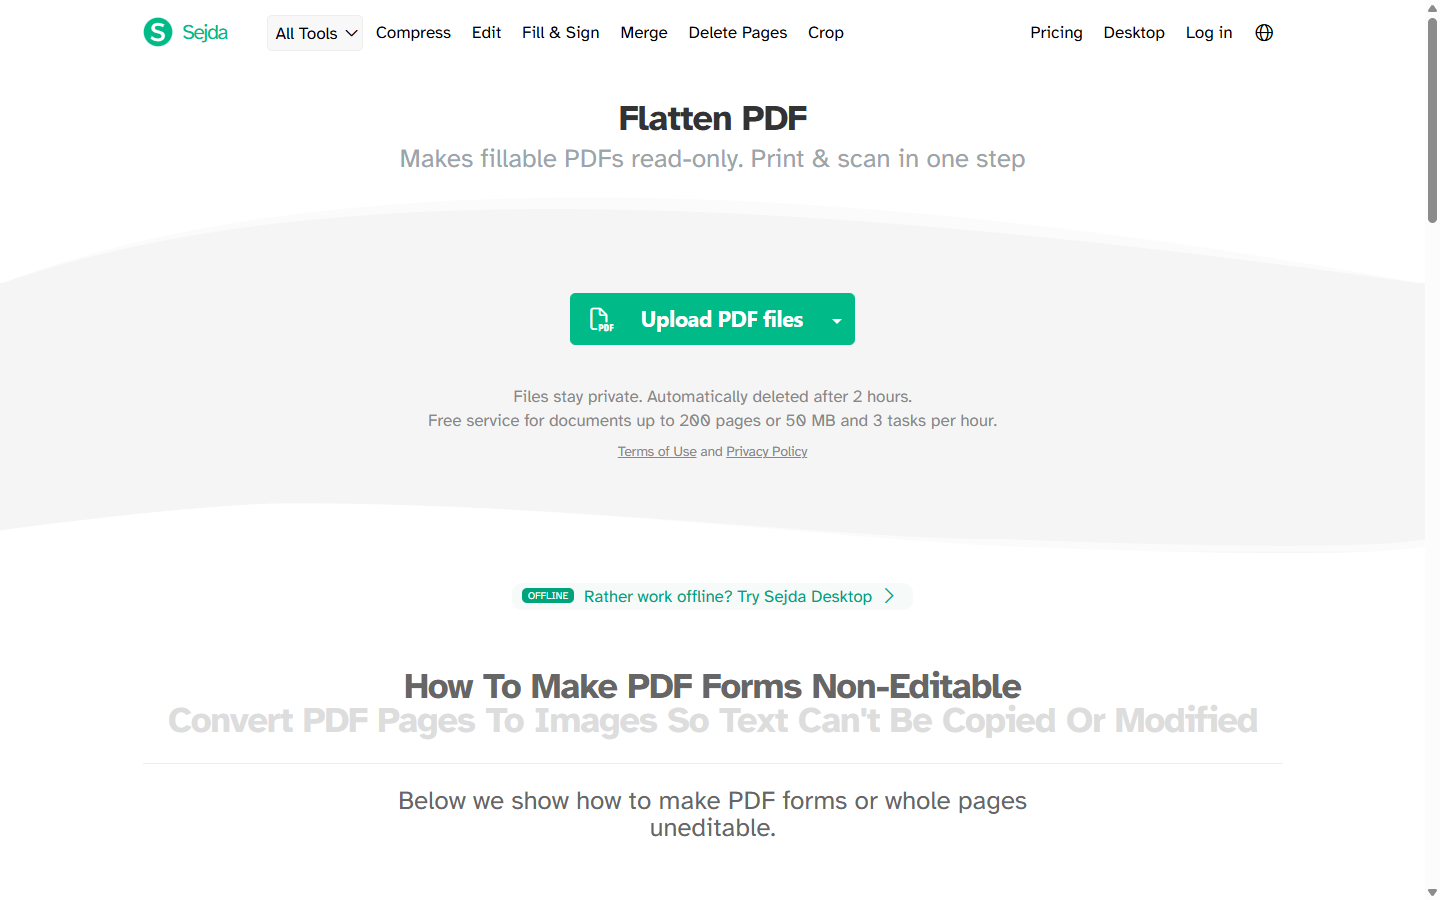 S Sejda All Tools Compress Edit Fill & Sign Merge Delete Pages Crop Pricing Desktop Log in
Flatten PDF
Makes fillable PDFs read-only. Print & scan in one step
PDF Upload PDF files
Files stay private. Automatically deleted after 2 hours.
Free service for documents up to 200 pages or 50 MB and 3 tasks per hour.
Terms of Use and Privacy Policy
OFFLINE Rather work offline? Try Sejda Desktop
How To Make PDF Forms Non-Editable
Convert PDF Pages To Images So Text Can't Be Copied Or Modified
Below we show how to make PDF forms or whole pages
uneditable.